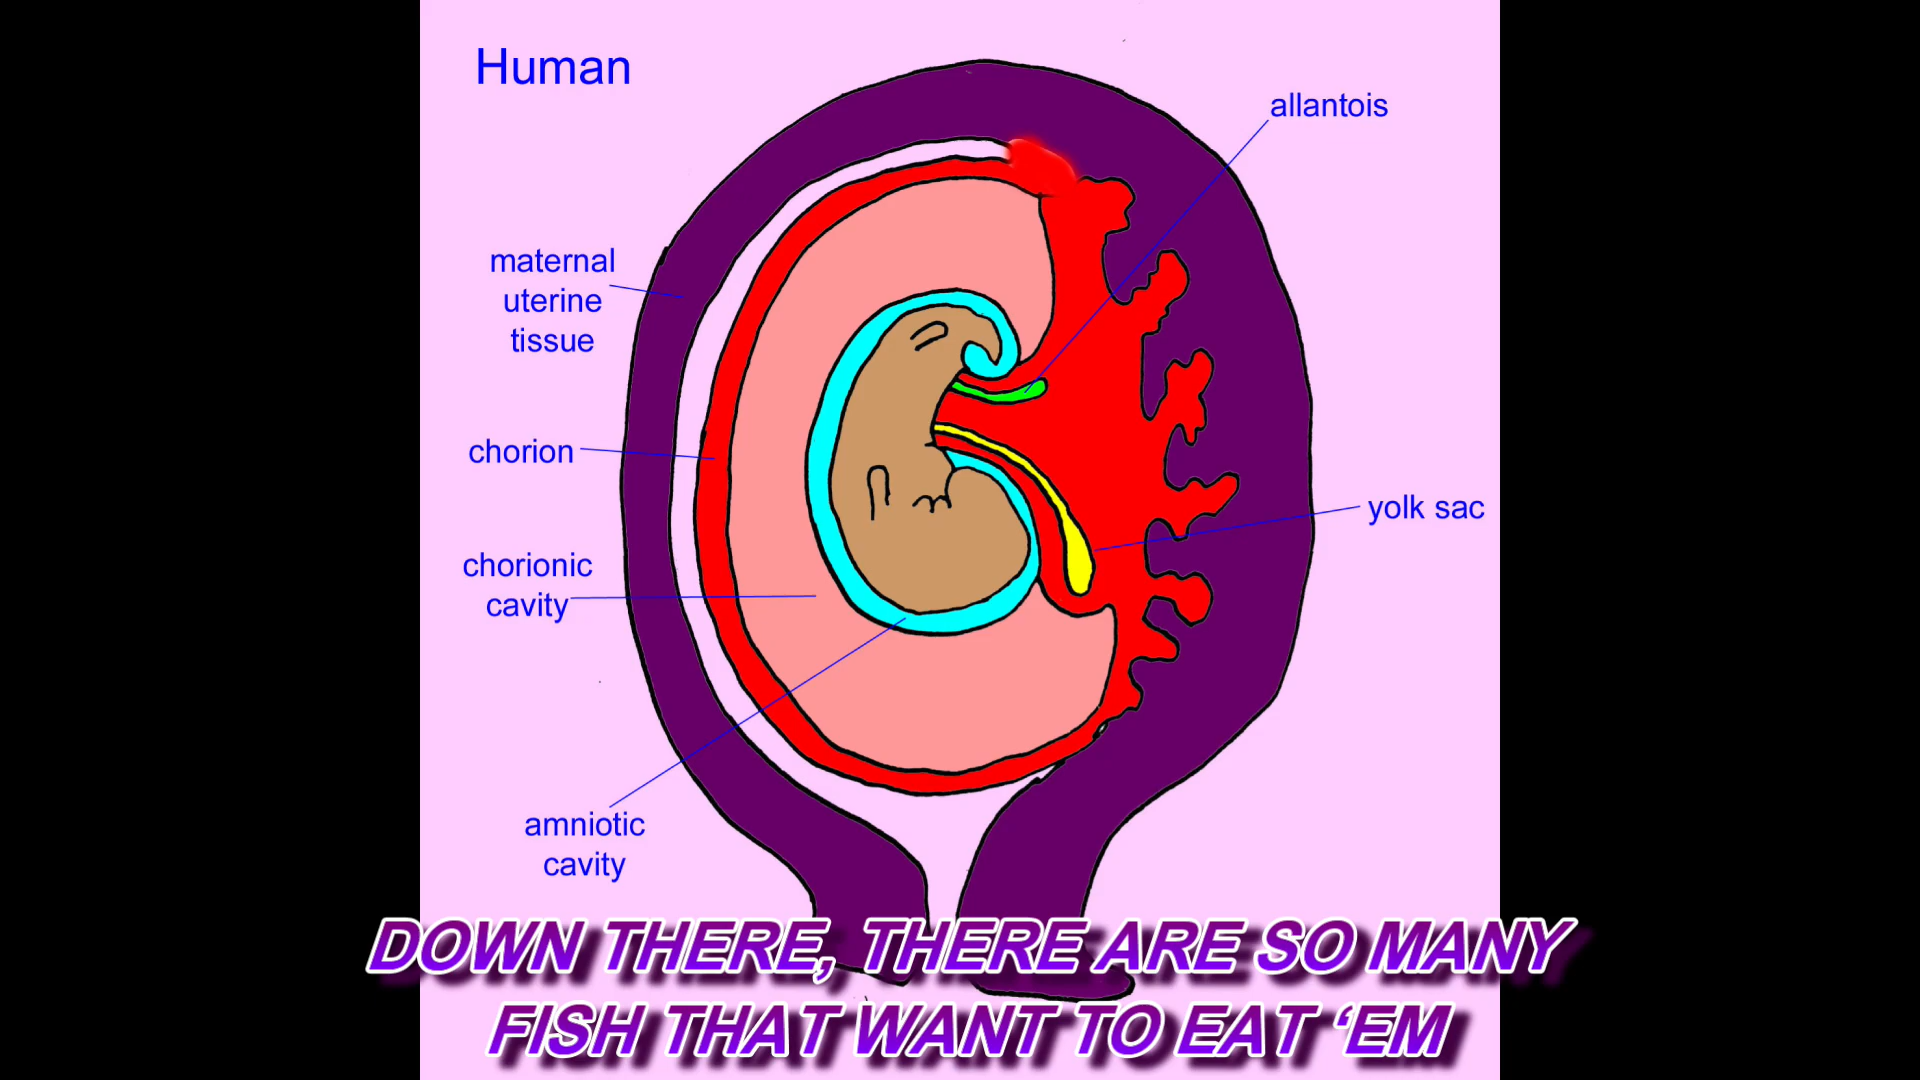 Human
allantois
maternal
uterine
tissue
chorion
yolk sac
chorionic
cavity
amniotic
cavity
DOWN THERE, THERE ARE SO MANY
FISH THAT WANT TO EAT ‘EM